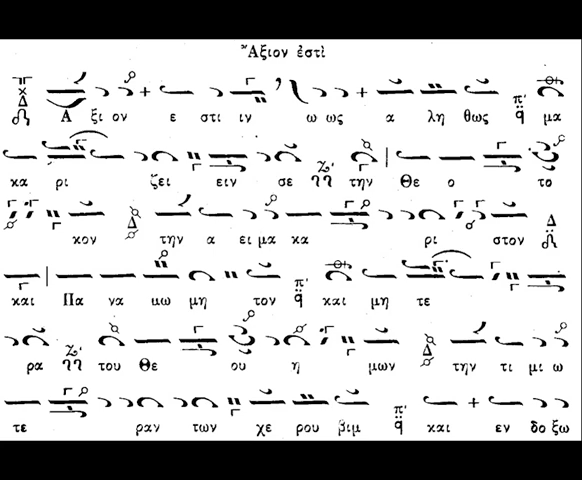 Ἄξιον ἐστὶ
Α ξι ον ε στι ιν ω ως α λη θως π̈ q̈ μα
κα ρι ζει ειν σε την Θε ο το
κον Δ την α ει μα κα ρι στον Δ
και Πα να μω μη τον π̈ q̈ και μη τε
ρα του Θε ου η μων Δ την τι μι ω
τε ραν των χε ρου βιμ π̈ q̈ και εν δο ξω